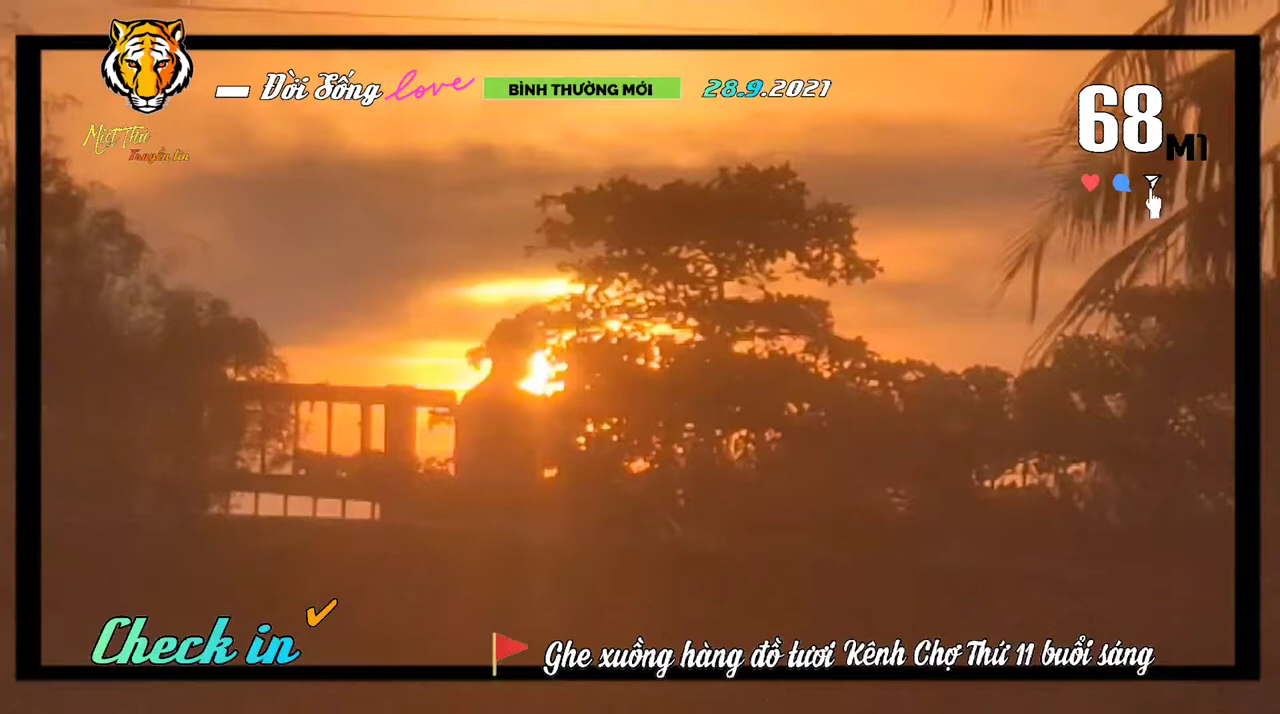 Đời Sống love BÌNH THƯỜNG MỚI 28.9.2021
68 M1
Miệt Thứ
Truyền tin
Check in
Ghe xuồng hàng đồ tươi Kênh Chợ Thứ 11 buổi sáng